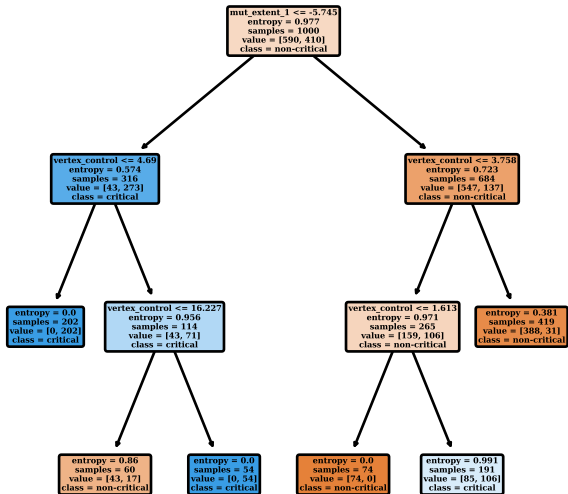 mut_extent_1 <= -5.745
entropy = 0.977
samples = 1000
value = [590, 410]
class = non-critical
vertex_control <= 4.69
entropy = 0.574
samples = 316
value = [43, 273]
class = critical
vertex_control <= 3.758
entropy = 0.723
samples = 684
value = [547, 137]
class = non-critical
entropy = 0.0
samples = 202
value = [0, 202]
class = critical
vertex_control <= 16.227
entropy = 0.956
samples = 114
value = [43, 71]
class = critical
vertex_control <= 1.613
entropy = 0.971
samples = 265
value = [159, 106]
class = non-critical
entropy = 0.381
samples = 419
value = [388, 31]
class = non-critical
entropy = 0.86
samples = 60
value = [43, 17]
class = non-critical
entropy = 0.0
samples = 54
value = [0, 54]
class = critical
entropy = 0.0
samples = 74
value = [74, 0]
class = non-critical
entropy = 0.991
samples = 191
value = [85, 106]
class = critical